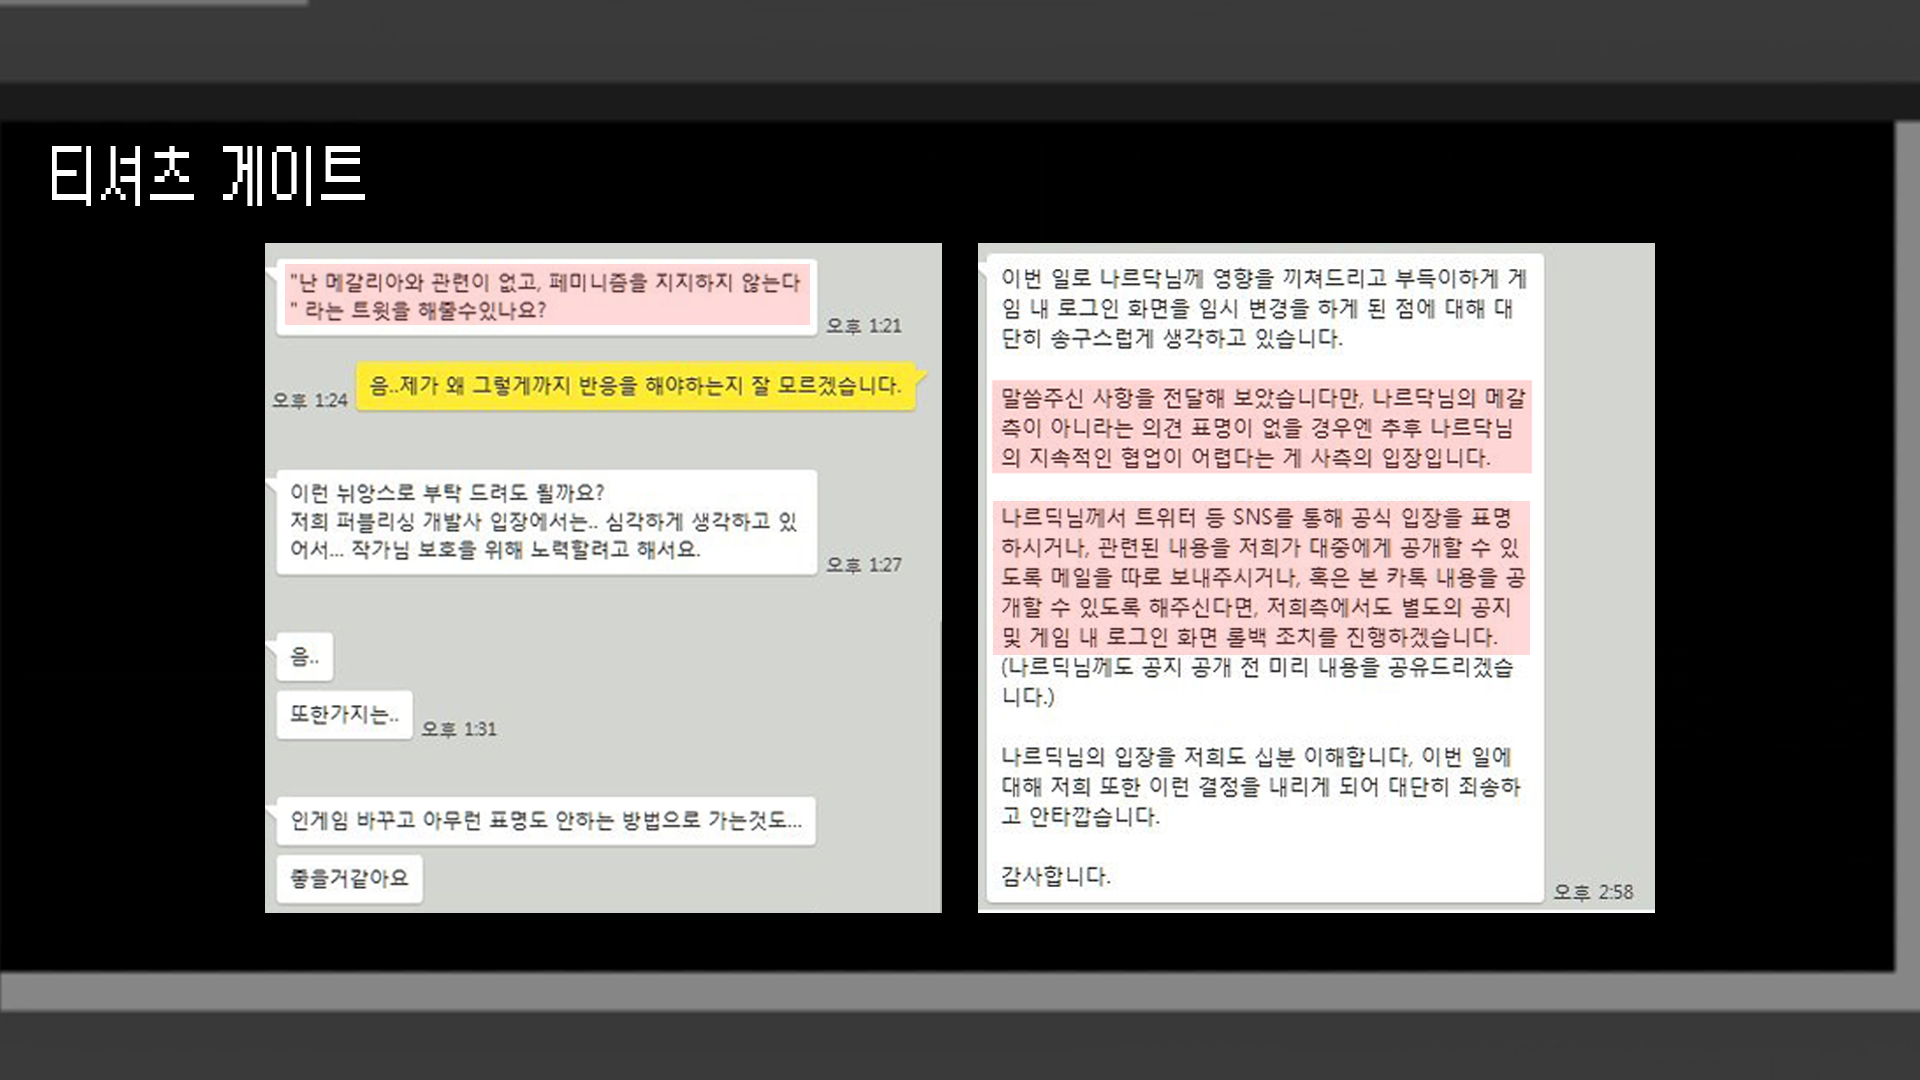 티셔츠 게이트
"난 메갈리아와 관련이 없고, 페미니즘을 지지하지 않는다
" 라는 트윗을 해줄수있나요?
오후 1:21
음..제가 왜 그렇게까지 반응을 해야하는지 잘 모르겠습니다.
오후 1:24
이런 뉘앙스로 부탁 드려도 될까요?
저희 퍼블리싱 개발사 입장에서는.. 심각하게 생각하고 있
어서... 작가님 보호를 위해 노력할려고 해서요.
오후 1:27
음..
또한가지는..
오후 1:31
인게임 바꾸고 아무런 표명도 안하는 방법으로 가는것도...
좋을거같아요
이번 일로 나르닥님께 영향을 끼쳐드리고 부득이하게 게
임 내 로그인 화면을 임시 변경을 하게 된 점에 대해 대
단히 송구스럽게 생각하고 있습니다.
말씀주신 사항을 전달해 보았습니다만, 나르닥님의 메갈
측이 아니라는 의견 표명이 없을 경우엔 추후 나르닥님
의 지속적인 협업이 어렵다는 게 사측의 입장입니다.
나르딕님께서 트위터 등 SNS를 통해 공식 입장을 표명
하시거나, 관련된 내용을 저희가 대중에게 공개할 수 있
도록 메일을 따로 보내주시거나, 혹은 본 카톡 내용을 공
개할 수 있도록 해주신다면, 저희측에서도 별도의 공지
및 게임 내 로그인 화면 롤백 조치를 진행하겠습니다.
(나르딕님께도 공지 공개 전 미리 내용을 공유드리겠습
니다.)
나르딕님의 입장을 저희도 십분 이해합니다, 이번 일에
대해 저희 또한 이런 결정을 내리게 되어 대단히 죄송하
고 안타깝습니다.
감사합니다.
오후 2:58